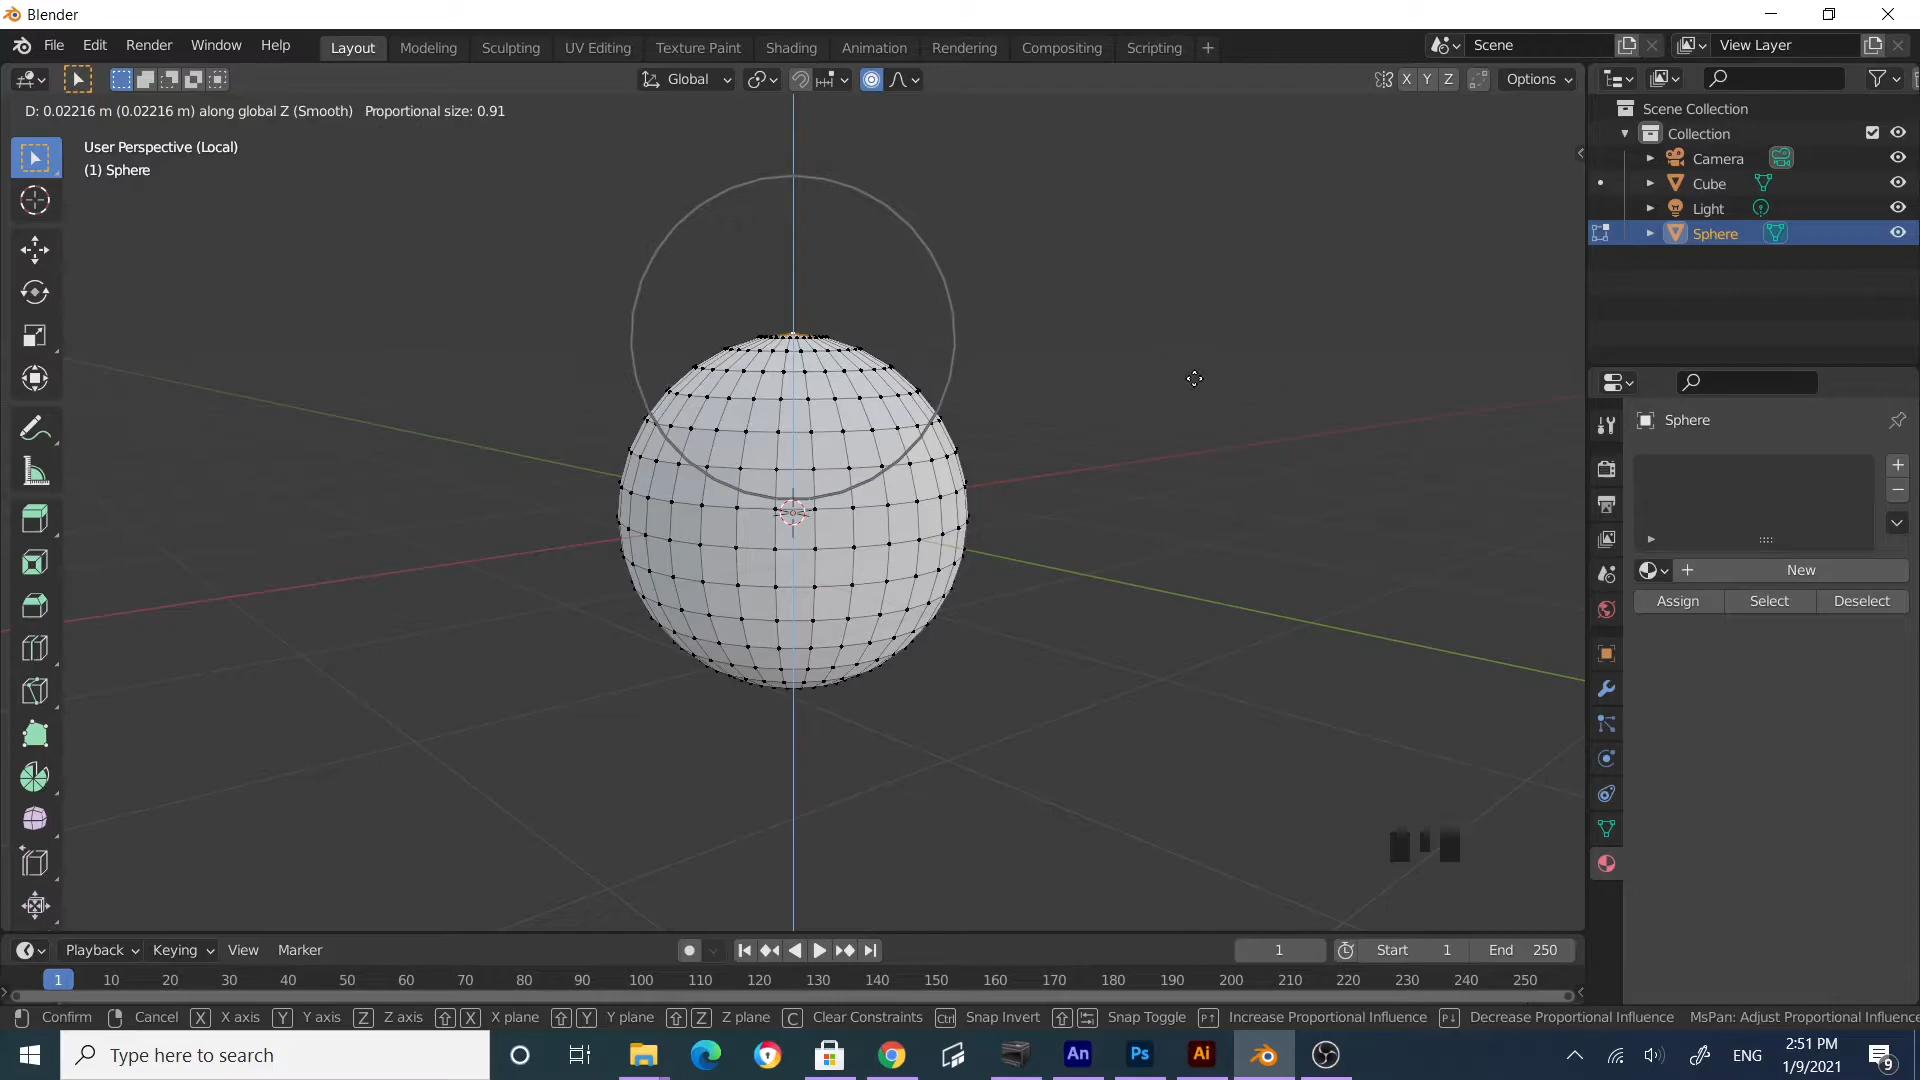 Blender
File Edit Render Window Help Layout Modeling Sculpting UV Editing Texture Paint Shading Animation Rendering Compositing Scripting + Scene View Layer
Global X Y Z Options
D: 0.02216 m (0.02216 m) along global Z (Smooth) Proportional size: 0.91
User Perspective (Local)
(1) Sphere
Scene Collection
Collection
Camera
Cube
Light
Sphere
Sphere
New
Assign Select Deselect
Playback Keying View Marker 1 Start 1 End 250
1 10 20 30 40 50 60 70 80 90 100 110 120 130 140 150 160 170 180 190 200 210 220 230 240 250
Confirm Cancel X X axis Y Y axis Z Z axis X X plane Y Y plane Z Z plane C Clear Constraints Ctrl Snap Invert Snap Toggle P↑ Increase Proportional Influence P↓ Decrease Proportional Influence MsPan: Adjust Proportional Influence
Type here to search An Ps Ai ENG 2:51 PM
1/9/2021 9